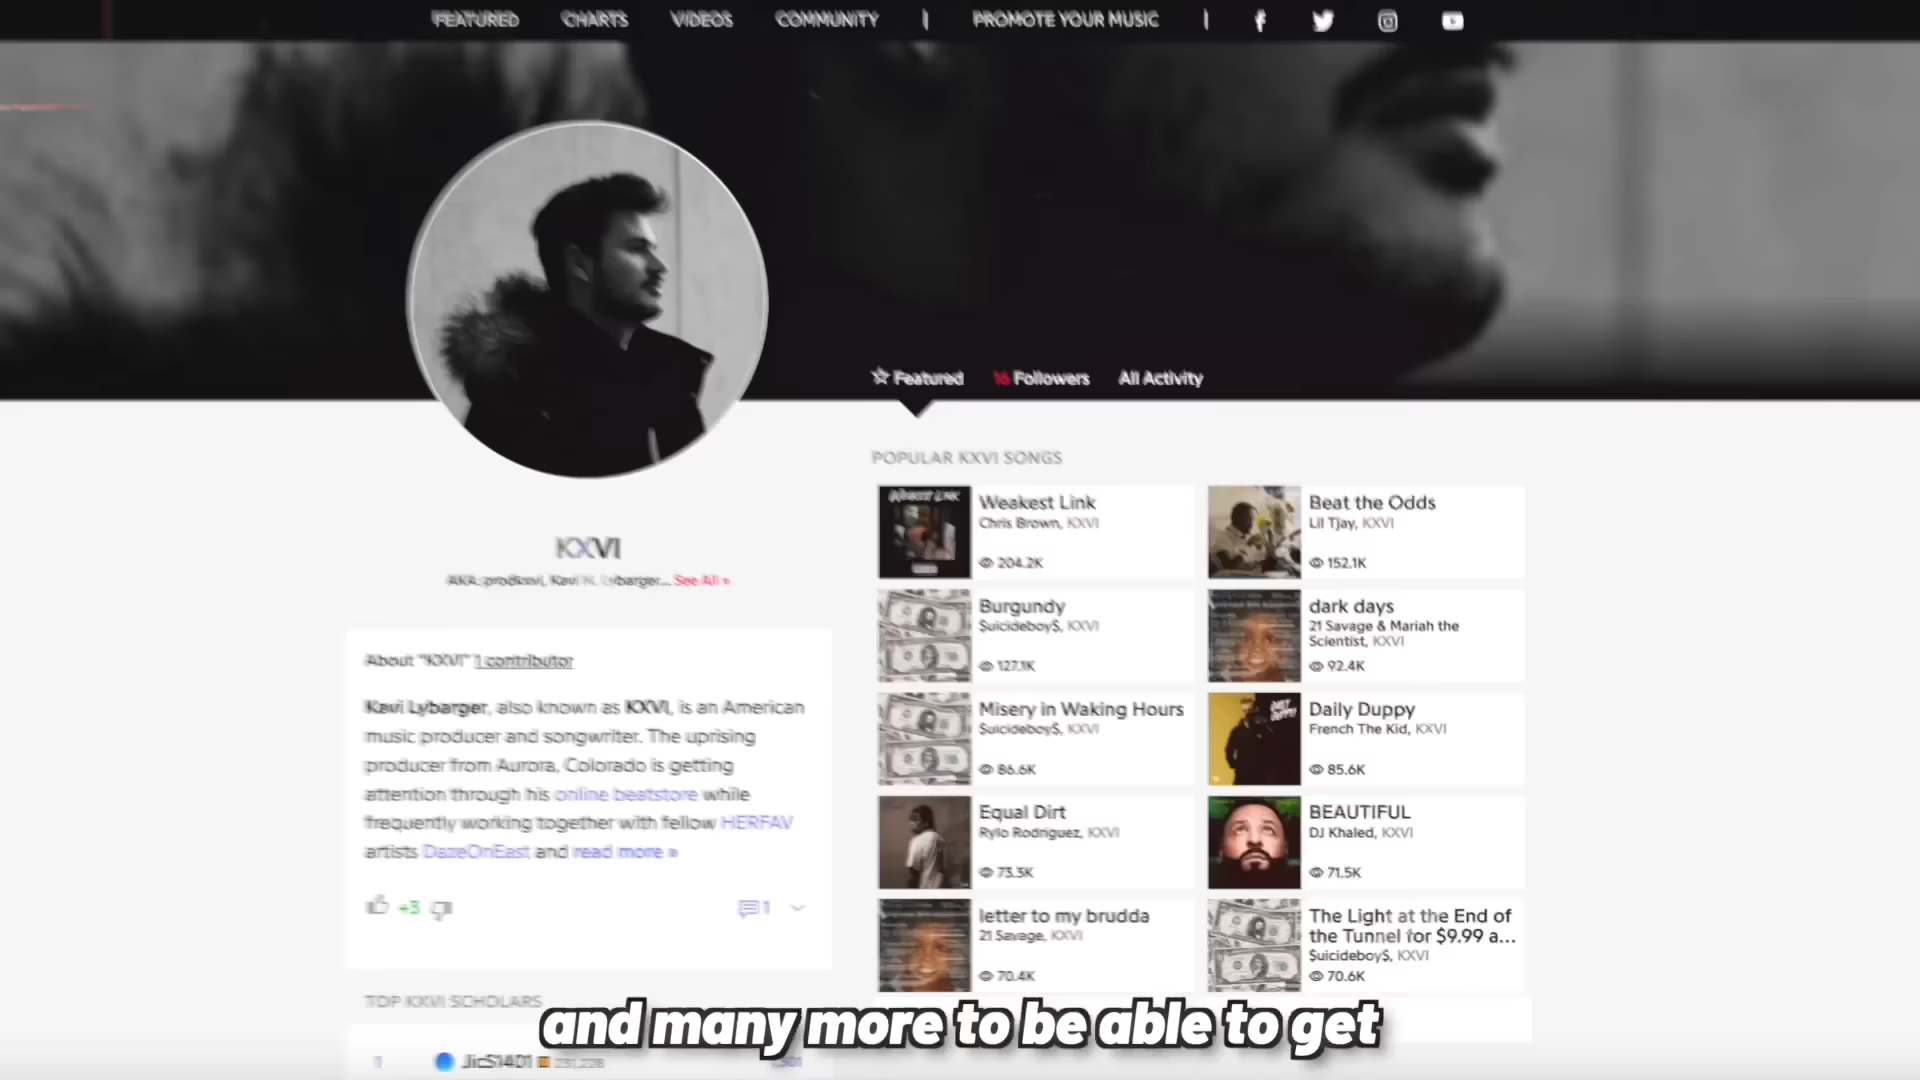 FEATURED CHARTS VIDEOS COMMUNITY | PROMOTE YOUR MUSIC |
Featured 16 Followers All Activity
KXVI
AKA: prodkxvi, Kavi H. Lybarger... See All »
About "KXVI" 1 contributor
Kavi Lybarger, also known as KXVI, is an American
music producer and songwriter. The uprising
producer from Aurora, Colorado is getting
attention through his online beatstore while
frequently working together with fellow HERFAV
artists DazeOnEast and read more »
+3
1
TOP KXVI SCHOLARS
1 JicS1401
POPULAR KXVI SONGS
Weakest Link
Chris Brown, KXVI
204.2K
Beat the Odds
Lil Tjay, KXVI
152.1K
Burgundy
$uicideboy$, KXVI
127.1K
dark days
21 Savage & Mariah the
Scientist, KXVI
92.4K
Misery in Waking Hours
$uicideboy$, KXVI
86.6K
Daily Duppy
French The Kid, KXVI
85.6K
Equal Dirt
Rylo Rodriguez, KXVI
73.3K
BEAUTIFUL
DJ Khaled, KXVI
71.5K
letter to my brudda
21 Savage, KXVI
70.4K
The Light at the End of
the Tunnel for $9.99 a...
$uicideboy$, KXVI
70.6K
and many more to be able to get